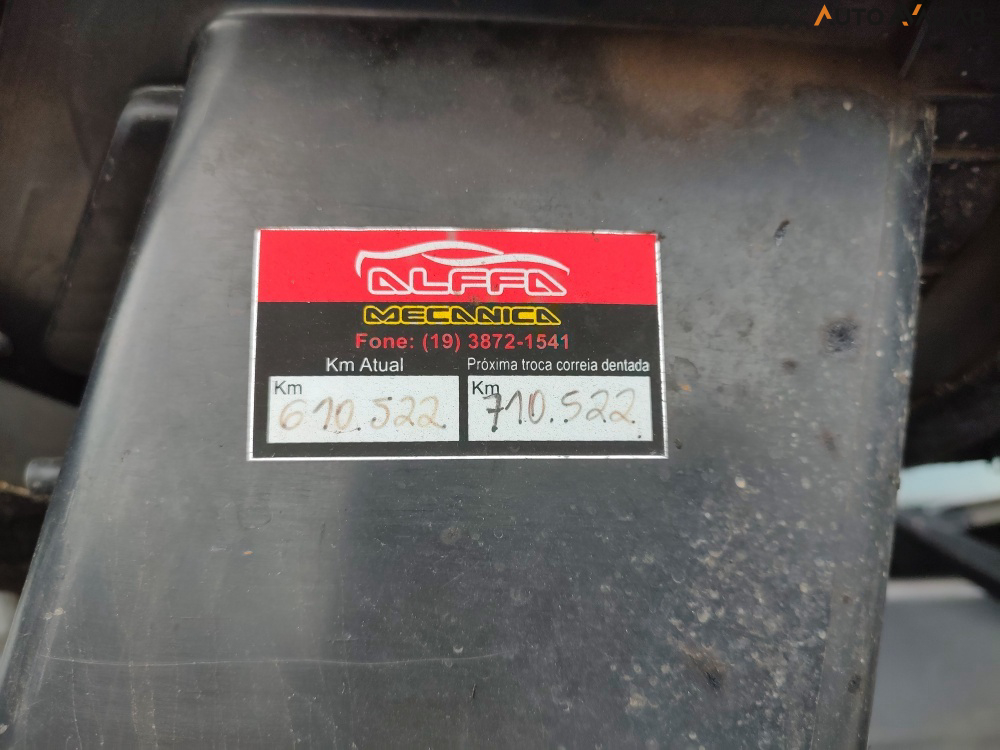 ALFFA
MECANICA
Fone: (19) 3872-1541
Km Atual Próxima troca correia dentada
Km Km
610.522 710.522